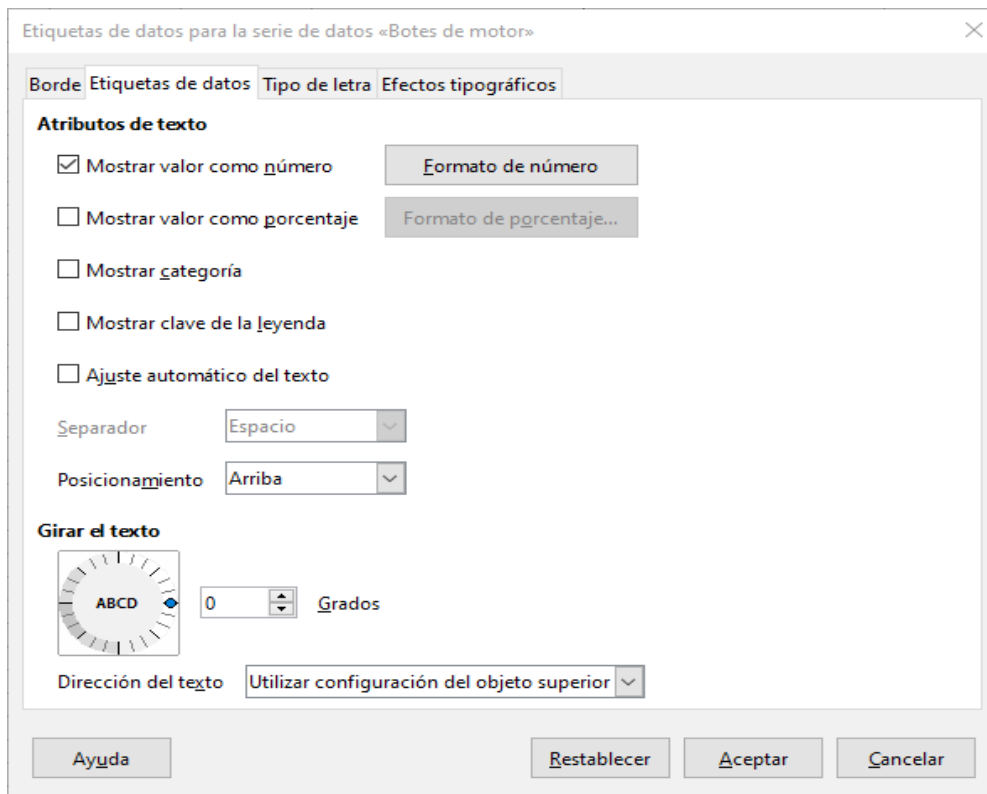 Etiquetas de datos para la serie de datos «Botes de motor»
Borde Etiquetas de datos Tipo de letra Efectos tipográficos
Atributos de texto
Mostrar valor como número Formato de número
Mostrar valor como porcentaje Formato de porcentaje...
Mostrar categoría
Mostrar clave de la leyenda
Ajuste automático del texto
Separador Espacio
Posicionamiento Arriba
Girar el texto
ABCD 0 Grados
Dirección del texto Utilizar configuración del objeto superior
Ayuda Restablecer Aceptar Cancelar